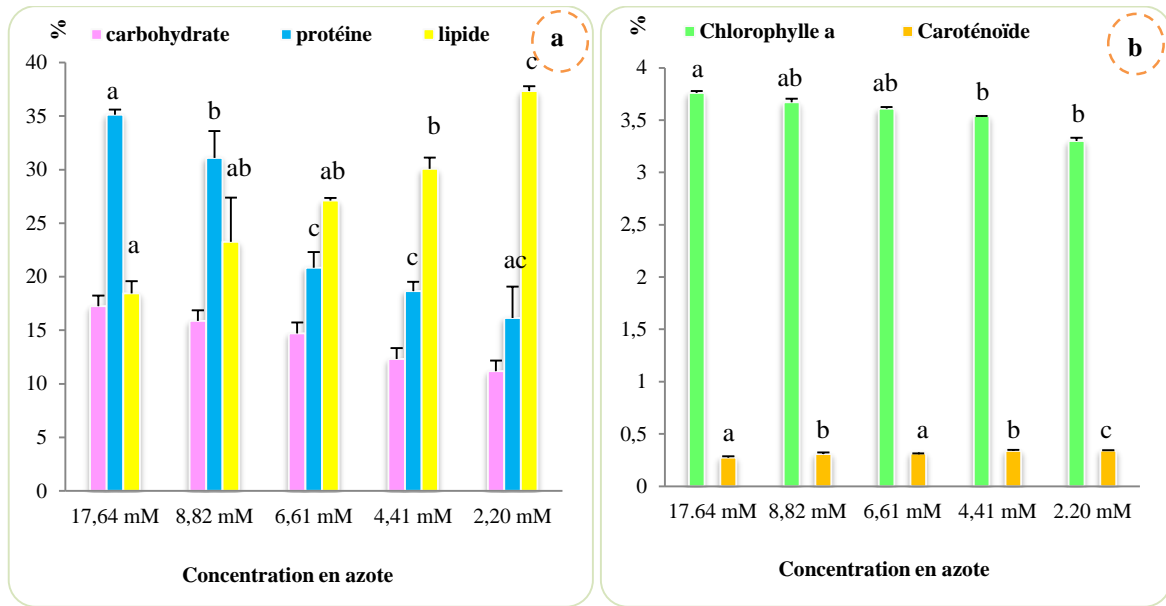 %
carbohydrate protéine lipide
a
40
35
30
25
20
15
10
5
0
a
a
b
ab
c
ab
c
b
ac
c
17,64 mM 8,82 mM 6,61 mM 4,41 mM 2,20 mM
Concentration en azote
%
Chlorophylle a Caroténoïde
b
4
3,5
3
2,5
2
1,5
1
0,5
0
a ab ab b b
a b a b c
17.64 mM 8,82 mM 6,61 mM 4,41 mM 2.20 mM
Concentration en azote